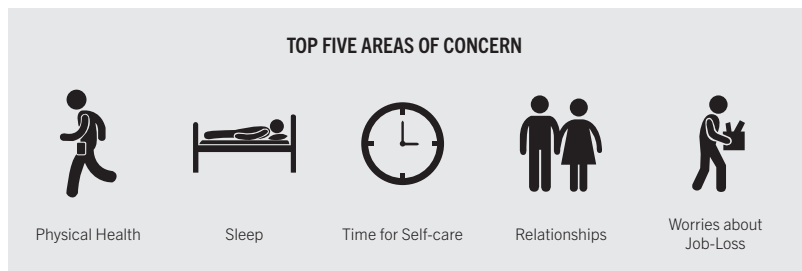 TOP FIVE AREAS OF CONCERN
Physical Health
Sleep
Time for Self-care
Relationships
Worries about
Job-Loss